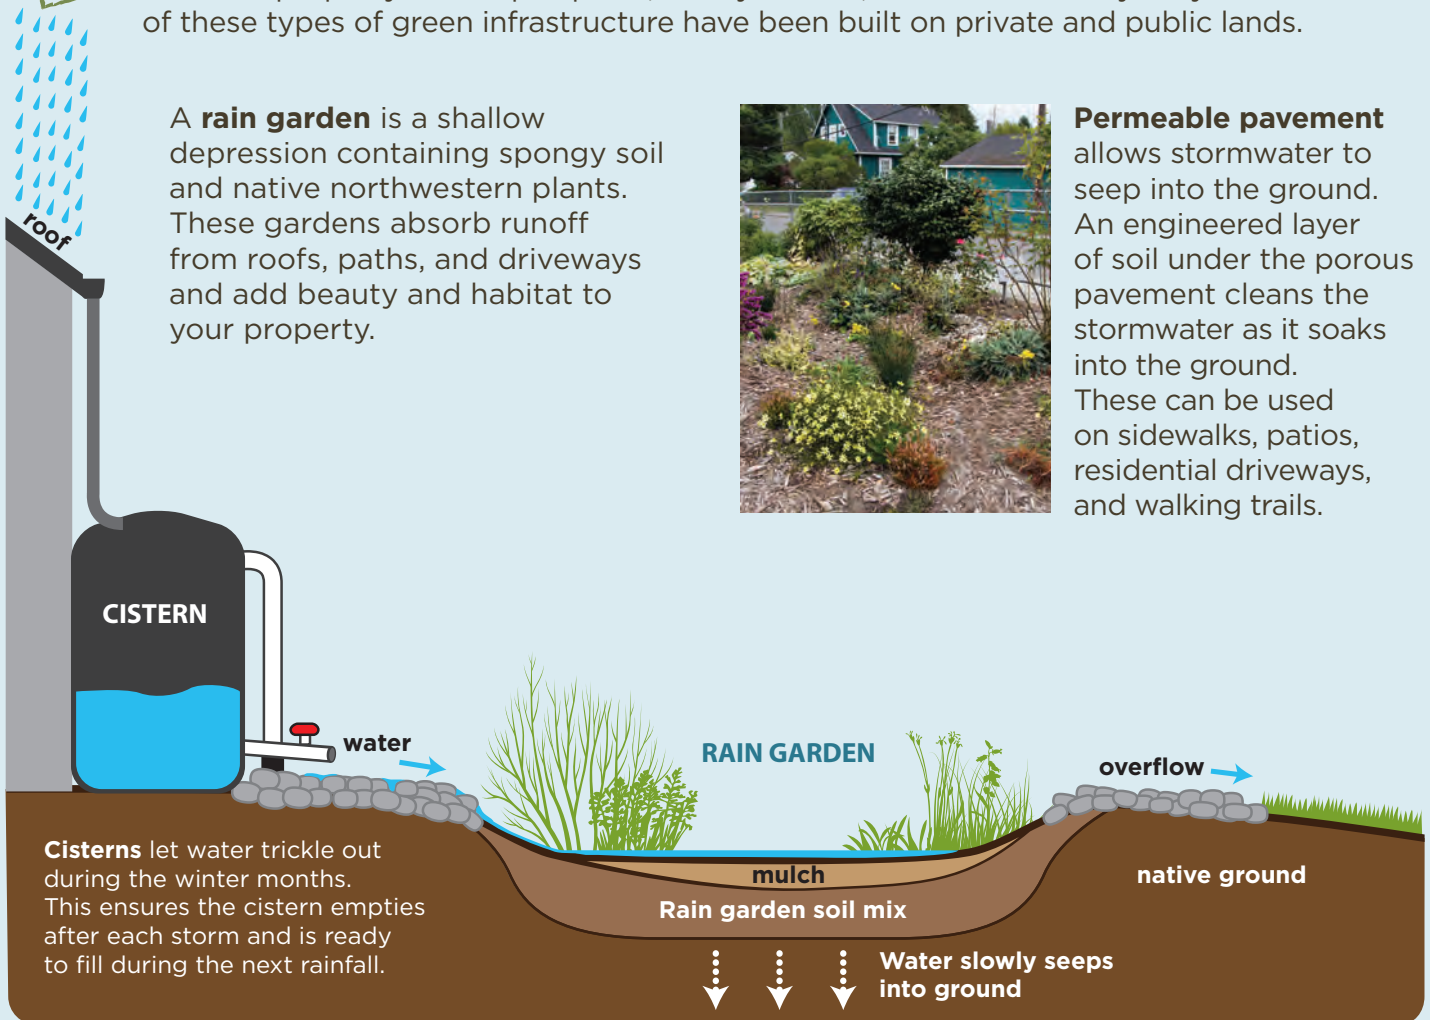 of these types of green infrastructure have been built on private and public lands.
A rain garden is a shallow
depression containing spongy soil
and native northwestern plants.
These gardens absorb runoff
from roofs, paths, and driveways
and add beauty and habitat to
your property.
Permeable pavement
allows stormwater to
seep into the ground.
An engineered layer
of soil under the porous
pavement cleans the
stormwater as it soaks
into the ground.
These can be used
on sidewalks, patios,
residential driveways,
and walking trails.
roof
CISTERN
water
RAIN GARDEN
overflow
Cisterns let water trickle out
during the winter months.
This ensures the cistern empties
after each storm and is ready
to fill during the next rainfall.
mulch
Rain garden soil mix
native ground
Water slowly seeps
into ground